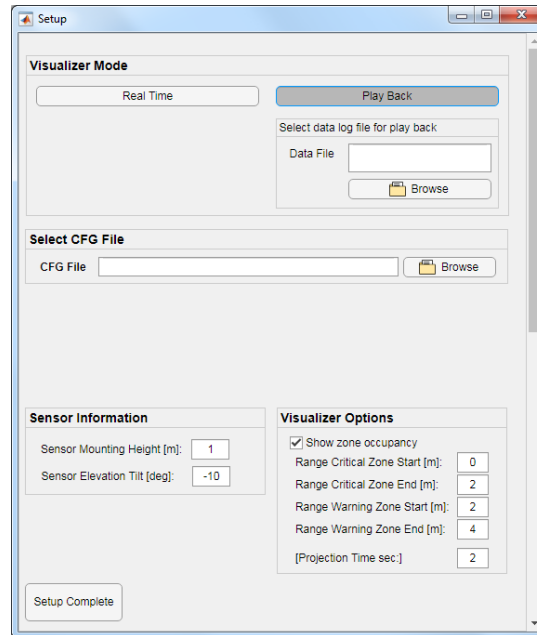 Setup
Visualizer Mode
Real Time
Play Back
Select data log file for play back
Data File
Browse
Select CFG File
CFG File
Browse
Sensor Information
Sensor Mounting Height [m]: 1
Sensor Elevation Tilt [deg]: -10
Visualizer Options
Show zone occupancy
Range Critical Zone Start [m]: 0
Range Critical Zone End [m]: 2
Range Warning Zone Start [m]: 2
Range Warning Zone End [m]: 4
[Projection Time sec:] 2
Setup Complete